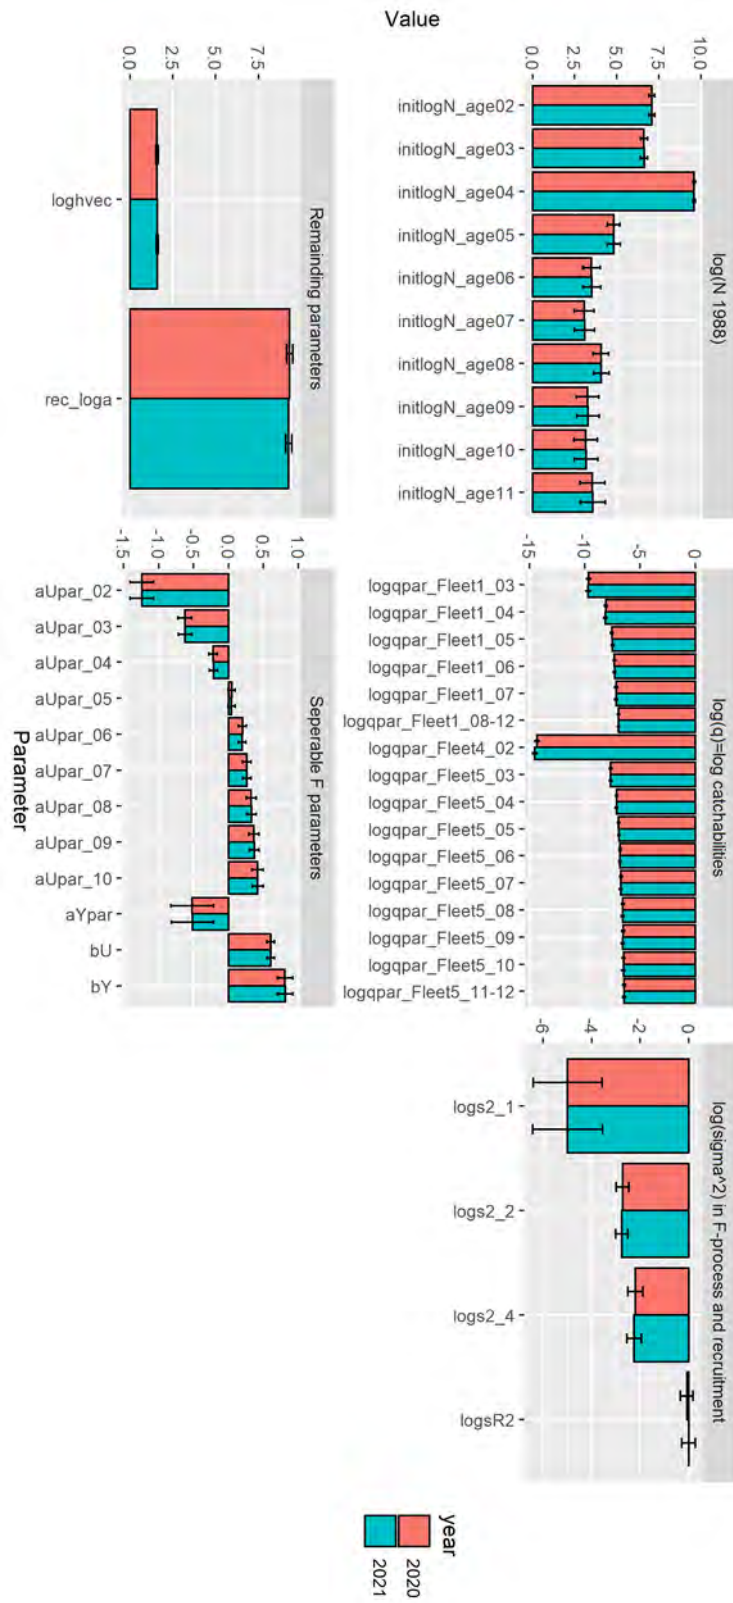 Value
log(N 1988)
10.0
7.5
5.0
2.5
0.0
initlogN_age02
initlogN_age03
initlogN_age04
initlogN_age05
initlogN_age06
initlogN_age07
initlogN_age08
initlogN_age09
initlogN_age10
initlogN_age11
log(q)=log catchabilities
0
-5
-10
-15
logqpar_Fleet1_03
logqpar_Fleet1_04
logqpar_Fleet1_05
logqpar_Fleet1_06
logqpar_Fleet1_07
logqpar_Fleet1_08-12
logqpar_Fleet4_02
logqpar_Fleet5_03
logqpar_Fleet5_04
logqpar_Fleet5_05
logqpar_Fleet5_06
logqpar_Fleet5_07
logqpar_Fleet5_08
logqpar_Fleet5_09
logqpar_Fleet5_10
logqpar_Fleet5_11-12
log(sigma^2) in F-process and recruitment
0
-2
-4
-6
logs2_1
logs2_2
logs2_4
logsR2
Remainding parameters
7.5
5.0
2.5
0.0
loghvec
rec_loga
Seperable F parameters
1.0
0.5
0.0
-0.5
-1.0
-1.5
aUpar_02
aUpar_03
aUpar_04
aUpar_05
aUpar_06
aUpar_07
aUpar_08
aUpar_09
aUpar_10
aYpar
bU
bY
Parameter
year
2020
2021